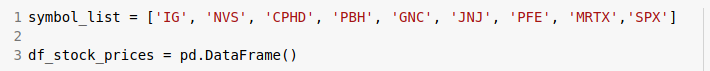 1 symbol_list = ['IG', 'NVS', 'CPHD', 'PBH', 'GNC', 'JNJ', 'PFE', 'MRTX','SPX']
2
3 df_stock_prices = pd.DataFrame()